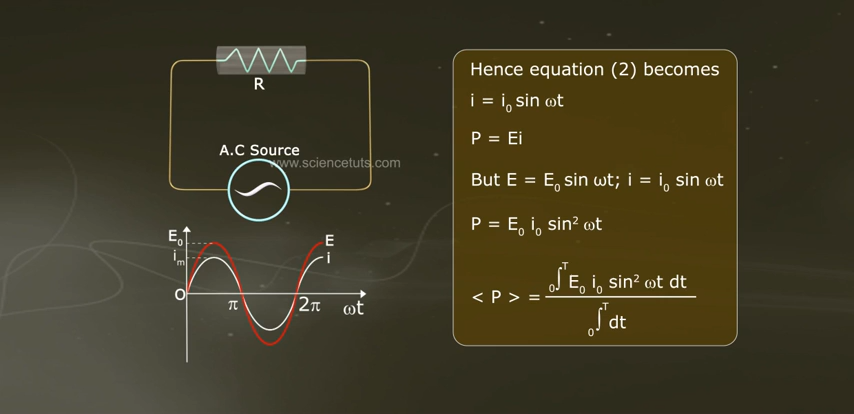 R
A.C Source
www.sciencetuts.com
E₀
E
iₘ
i
O
π
2π
ωt
Hence equation (2) becomes
i = i₀ sin ωt
P = Ei
But E = E₀ sin ωt; i = i₀ sin ωt
P = E₀ i₀ sin² ωt
< P > = ₀∫ᵀ E₀ i₀ sin² ωt dt
₀∫ᵀ dt